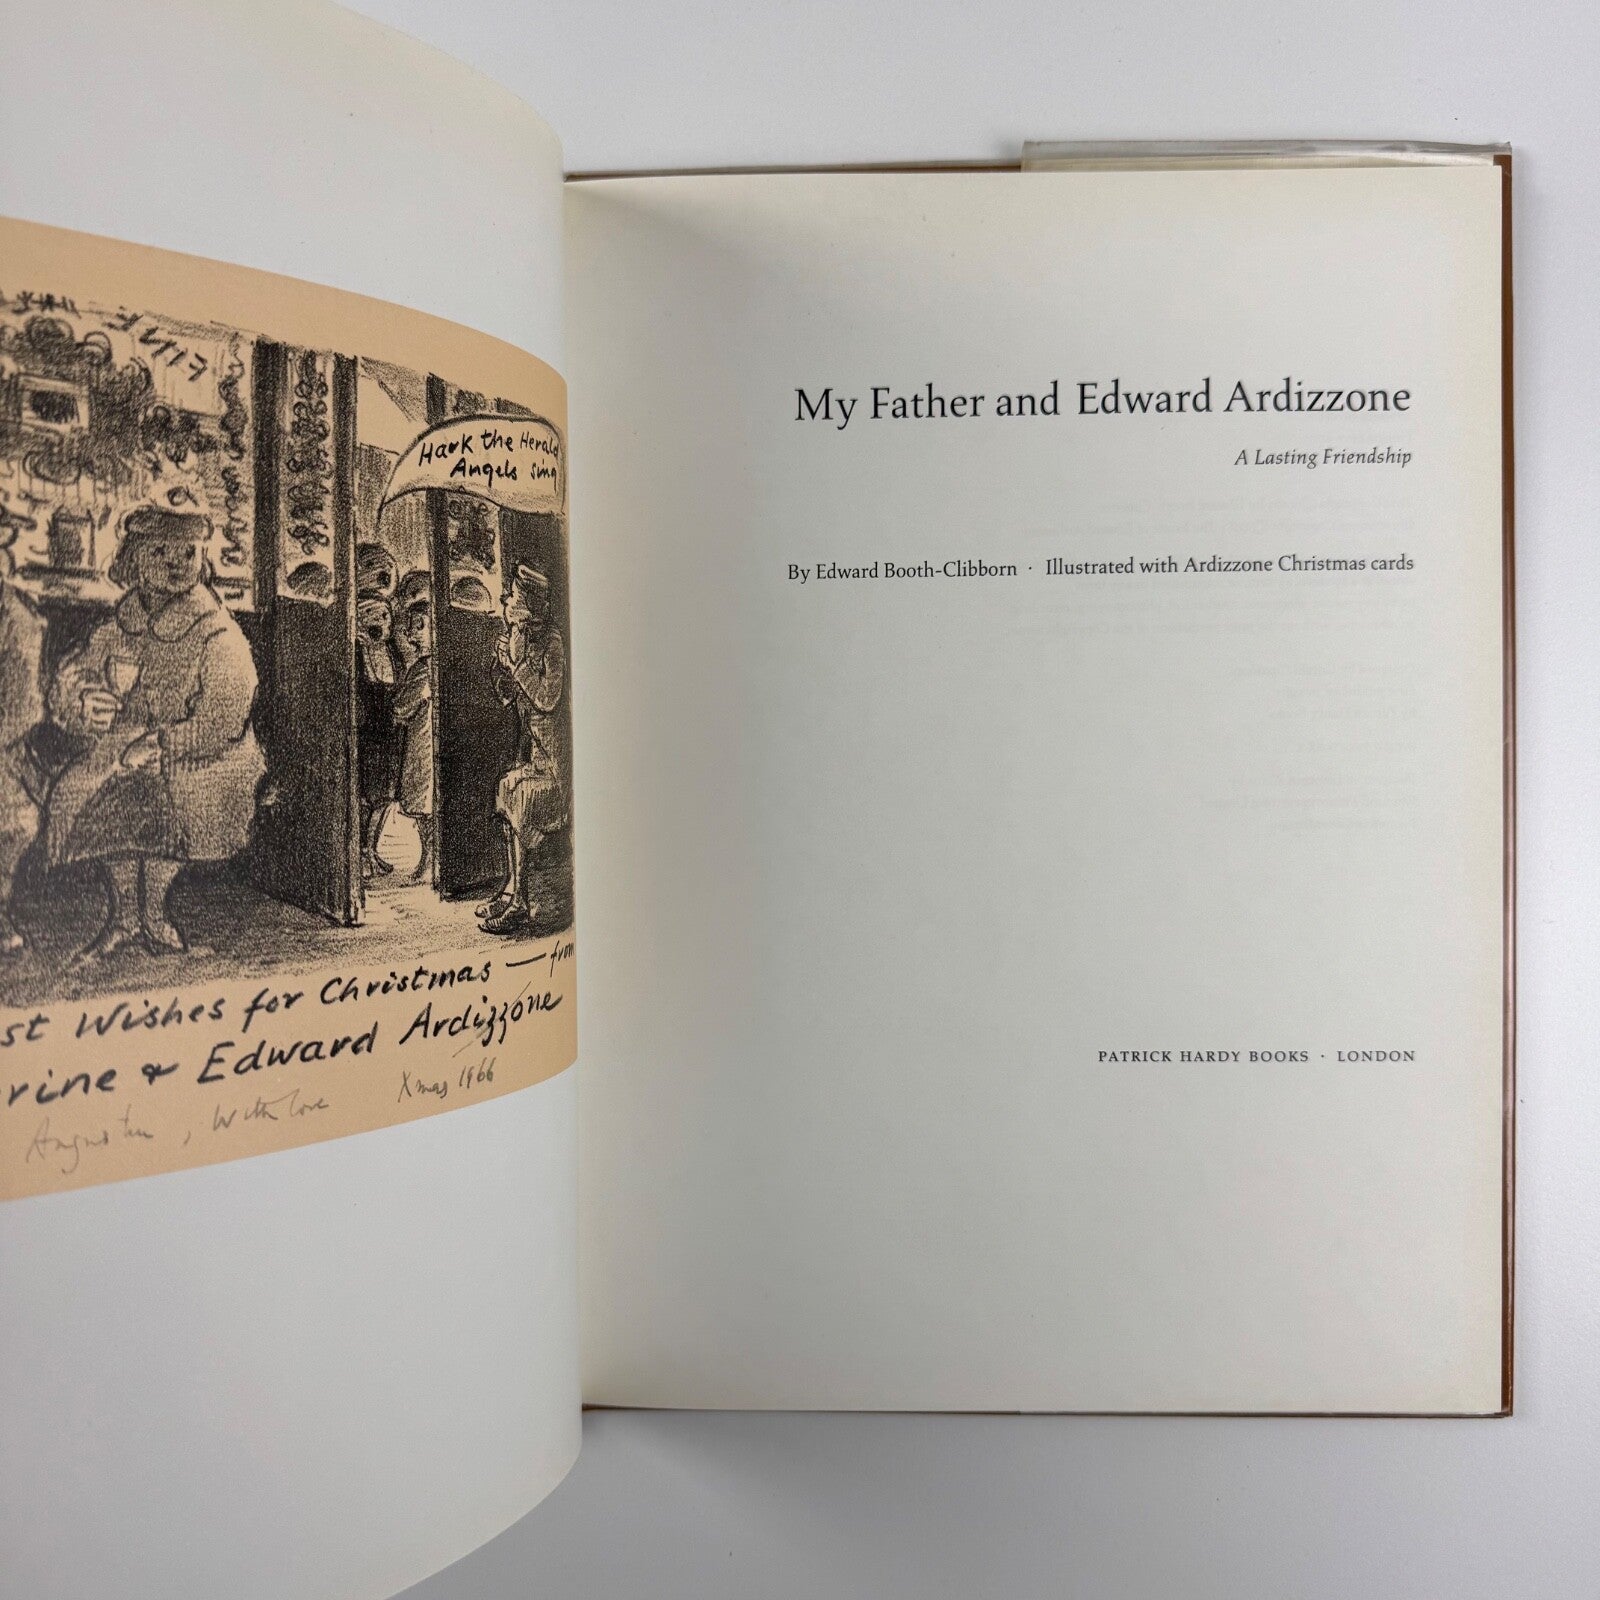 Hark the Herald
Angels sing
st Wishes for Christmas — from
rine & Edward Ardizzone
, With love Xmas 1966
My Father and Edward Ardizzone
A Lasting Friendship
By Edward Booth-Clibborn · Illustrated with Ardizzone Christmas cards
PATRICK HARDY BOOKS · LONDON